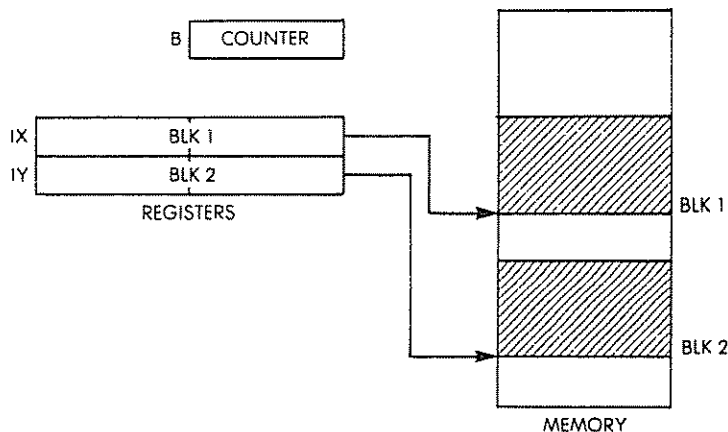 B COUNTER
IX BLK 1
IY BLK 2
REGISTERS
BLK 1
BLK 2
MEMORY